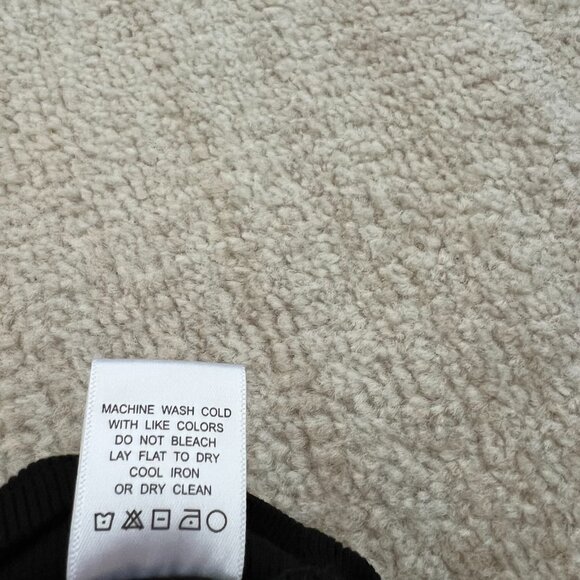 MACHINE WASH COLD
WITH LIKE COLORS
DO NOT BLEACH
LAY FLAT TO DRY
COOL IRON
OR DRY CLEAN